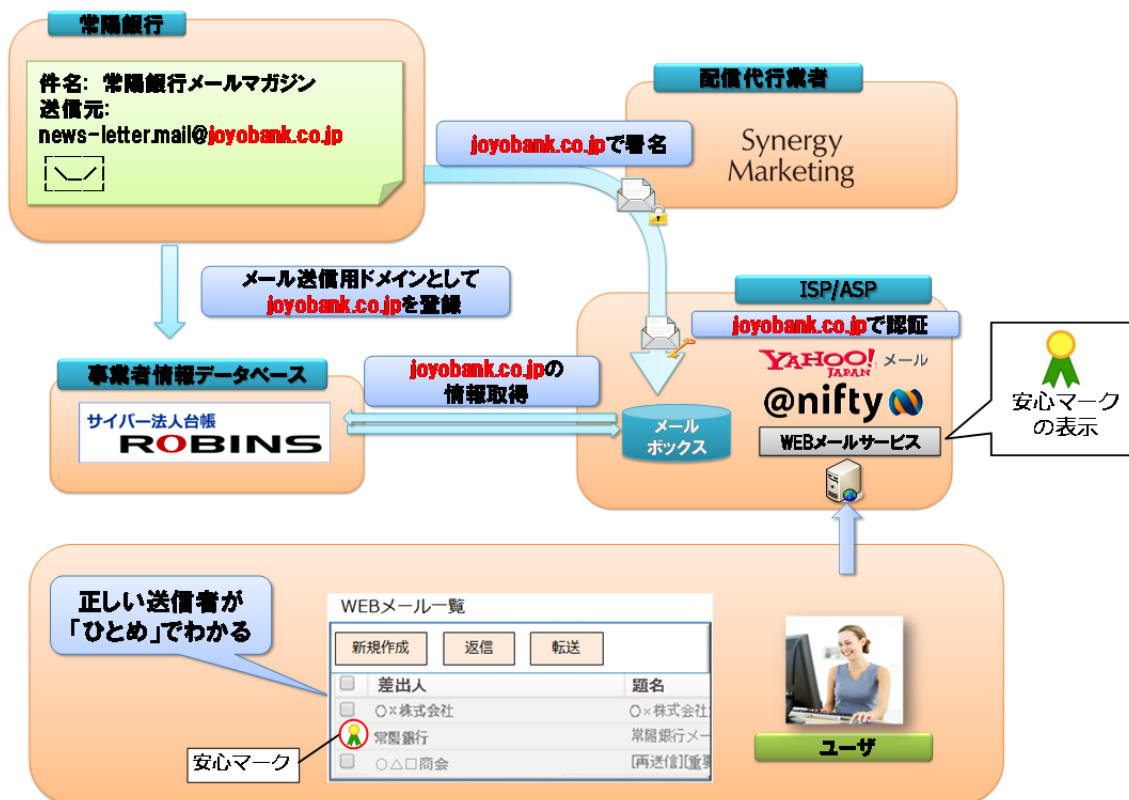 常陽銀行
件名: 常陽銀行メールマガジン
送信元:
news-letter.mail@joyobank.co.jp
配信代行業者
Synergy
Marketing
joyobank.co.jpで署名
メール送信用ドメインとして
joyobank.co.jpを登録
ISP/ASP
joyobank.co.jpで認証
YAHOO! メール
JAPAN
@nifty
WEBメールサービス
安心マーク
の表示
事業者情報データベース
サイバー法人台帳
ROBINS
joyobank.co.jpの
情報取得
メール
ボックス
正しい送信者が
「ひとめ」でわかる
WEBメール一覧
新規作成 返信 転送
差出人 題名
○×株式会社 ○×株式会社
常陽銀行 常陽銀行メー
○△□商会 [再送信][重要
安心マーク
ユーザ